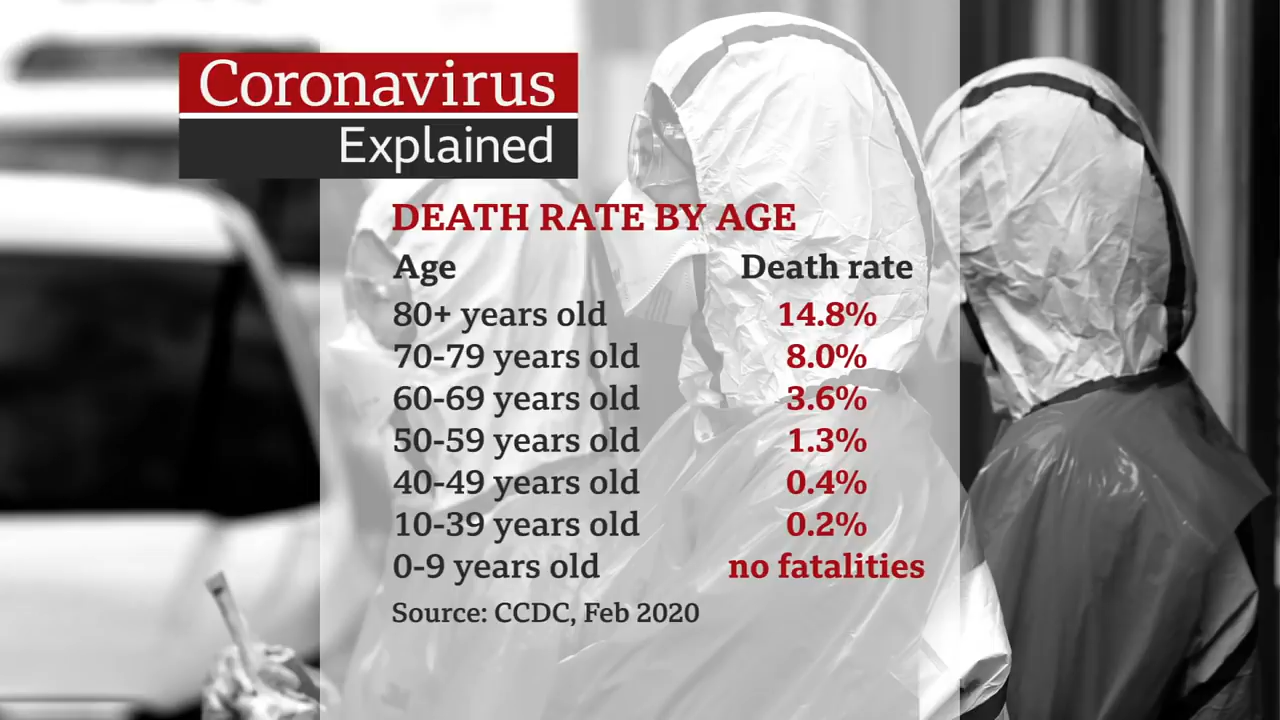 Coronavirus
Explained
DEATH RATE BY AGE
Age Death rate
80+ years old 14.8%
70-79 years old 8.0%
60-69 years old 3.6%
50-59 years old 1.3%
40-49 years old 0.4%
10-39 years old 0.2%
0-9 years old no fatalities
Source: CCDC, Feb 2020